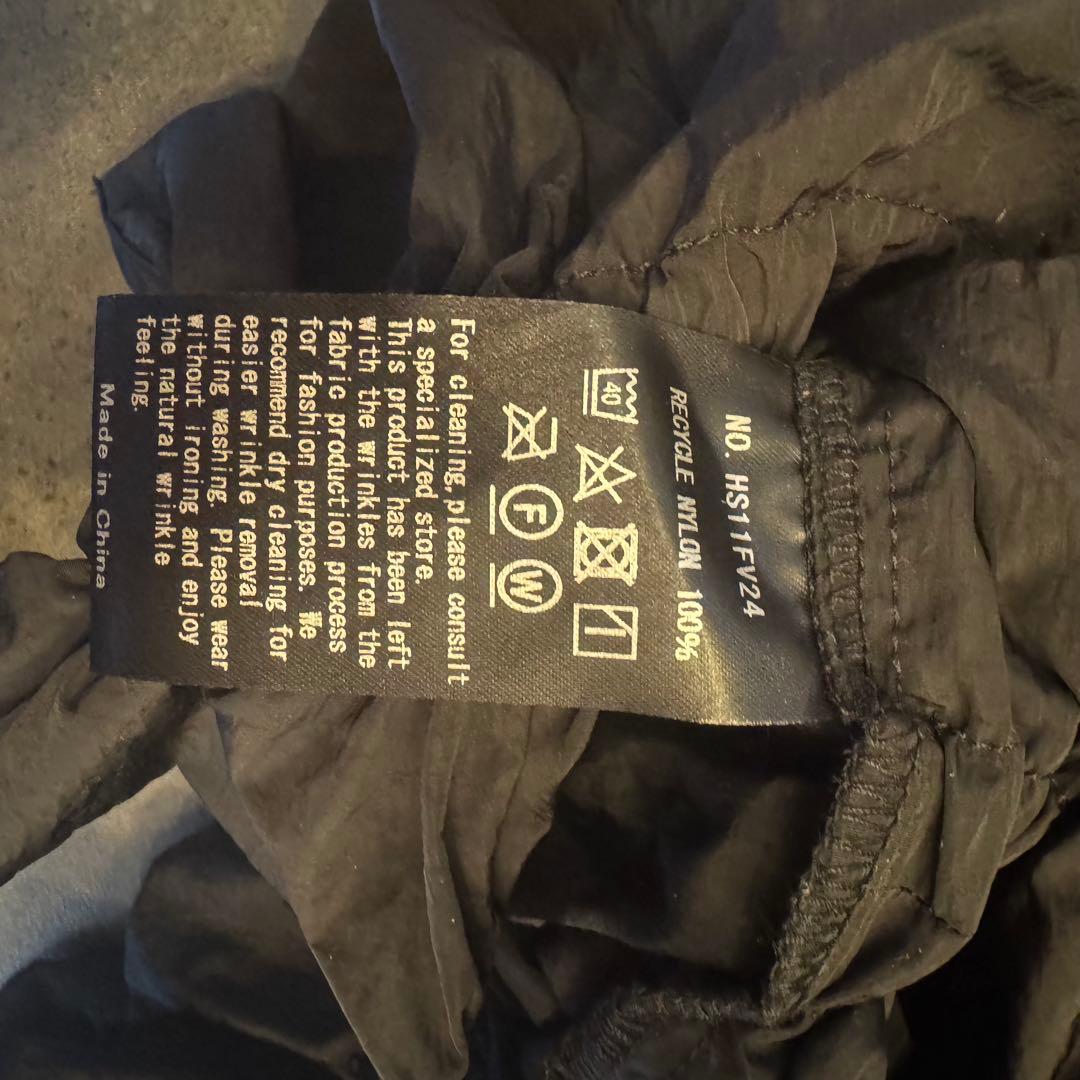 NO. HS11FV24
RECYCLE NYLON 100%
40
F W
For cleaning, please consult
a specialized store.
This product has been left
with the wrinkles from the
fabric production process
for fashion purposes. We
recommend dry cleaning for
easier wrinkle removal
during washing. Please wear
without ironing and enjoy
the natural wrinkle
feeling.
Made in China